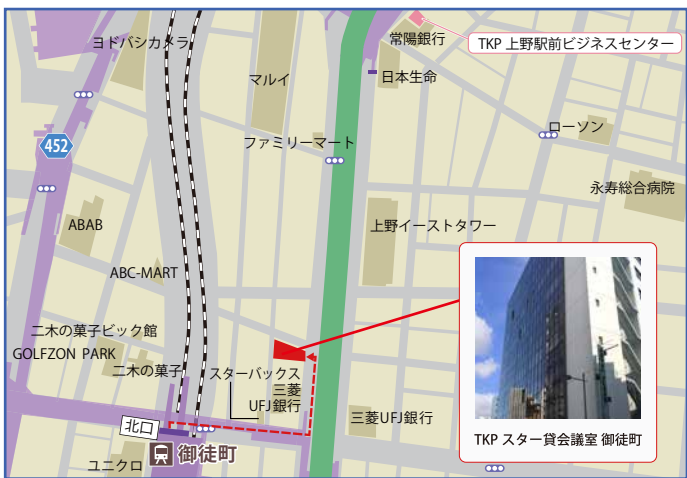 ヨドバシカメラ
常陽銀行
TKP 上野駅前ビジネスセンター
マルイ
日本生命
ファミリーマート
ローソン
452
永寿総合病院
ABAB
上野イーストタワー
ABC-MART
二木の菓子ビック館
GOLFZON PARK
二木の菓子
スターバックス
三菱
UFJ銀行
三菱UFJ銀行
北口
御徒町
ユニクロ
TKP スター貸会議室 御徒町